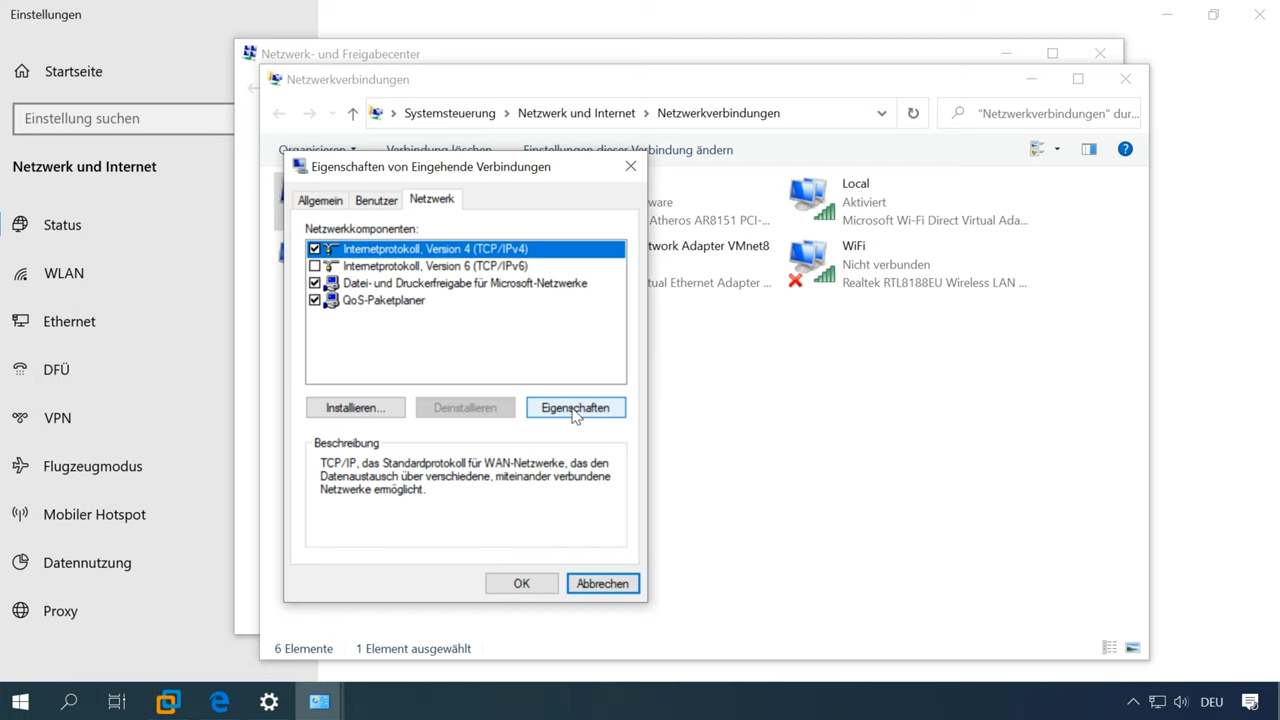 Einstellungen
Startseite
Einstellung suchen
Netzwerk und Internet
Status
WLAN
Ethernet
DFÜ
VPN
Flugzeugmodus
Mobiler Hotspot
Datennutzung
Proxy
Netzwerk- und Freigabecenter
Netzwerkverbindungen
Systemsteuerung > Netzwerk und Internet > Netzwerkverbindungen
"Netzwerkverbindungen" dur...
Organisieren Verbindung löschen Einstellungen dieser Verbindung ändern
Eigenschaften von Eingehende Verbindungen
Allgemein Benutzer Netzwerk
Netzwerkkomponenten:
Internetprotokoll, Version 4 (TCP/IPv4)
Internetprotokoll, Version 6 (TCP/IPv6)
Datei- und Druckerfreigabe für Microsoft-Netzwerke
QoS-Paketplaner
Installieren... Deinstallieren Eigenschaften
Beschreibung
TCP/IP, das Standardprotokoll für WAN-Netzwerke, das den
Datenaustausch über verschiedene, miteinander verbundene
Netzwerke ermöglicht.
OK Abbrechen
ware
Atheros AR8151 PCI-...
twork Adapter VMnet8
tual Ethernet Adapter ...
Local
Aktiviert
Microsoft Wi-Fi Direct Virtual Ada...
WiFi
Nicht verbunden
Realtek RTL8188EU Wireless LAN ...
6 Elemente 1 Element ausgewählt
DEU